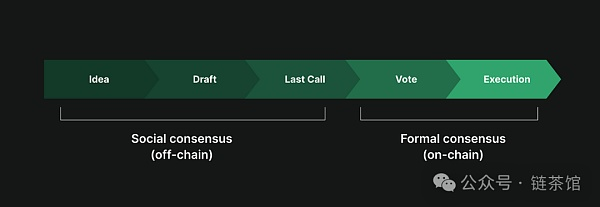 Idea
Draft
Last Call
Vote
Execution
Social consensus
(off-chain)
Formal consensus
(on-chain)
公众号 · 链茶馆